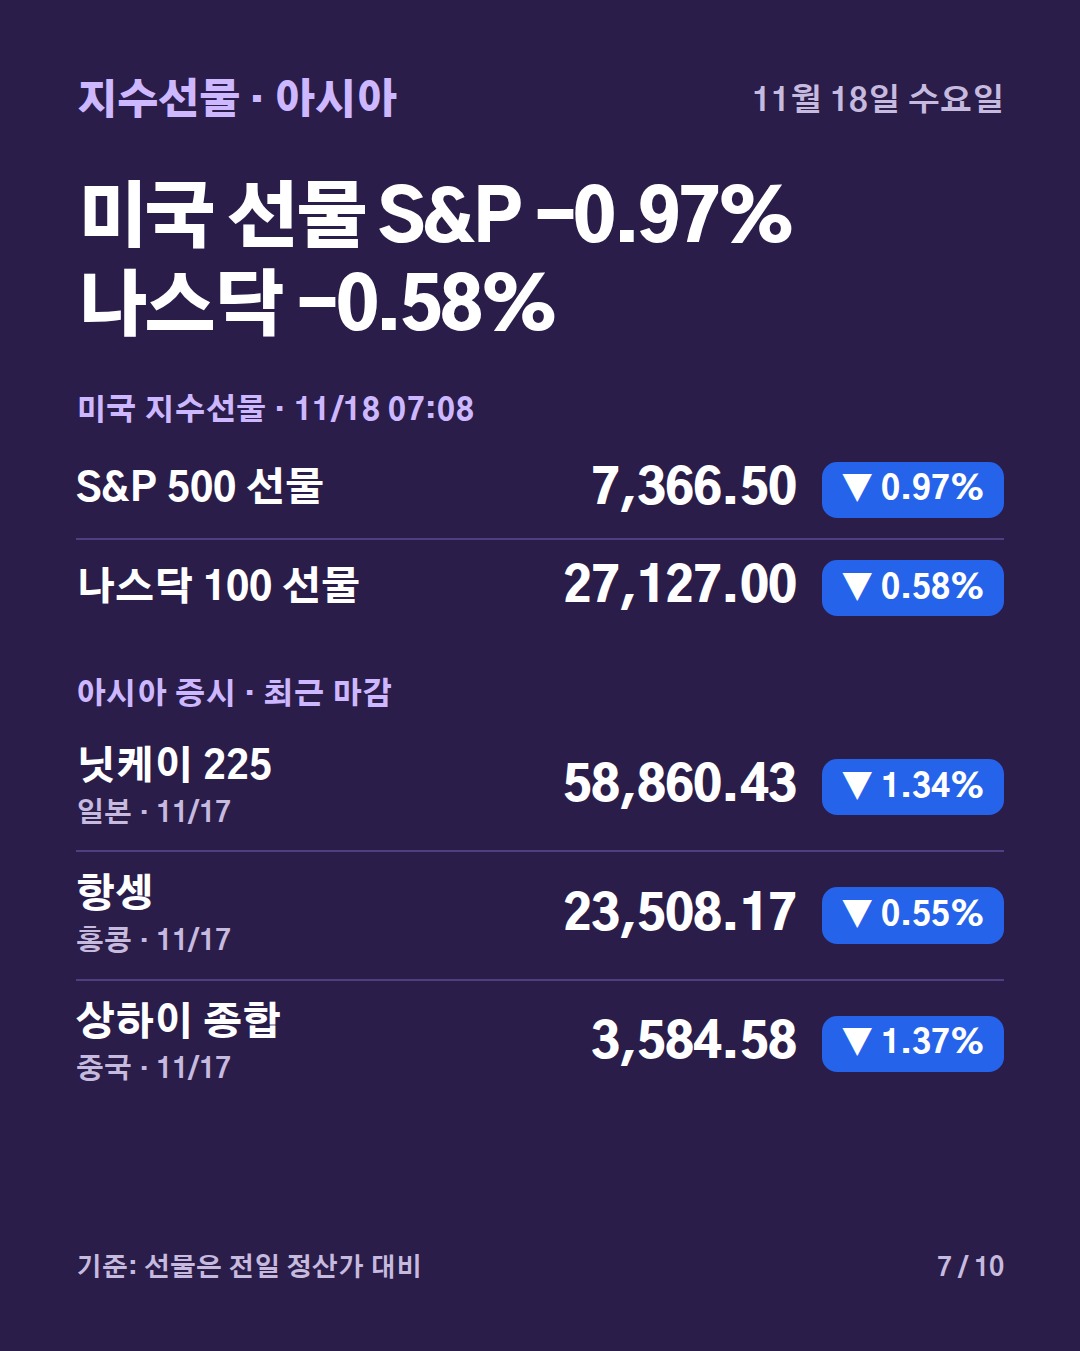 지수선물 · 아시아
11월 18일 수요일
미국 선물 S&P −0.97%
나스닥 −0.58%
미국 지수선물 · 11/18 07:08
S&P 500 선물 7,366.50 ▼ 0.97%
나스닥 100 선물 27,127.00 ▼ 0.58%
아시아 증시 · 최근 마감
닛케이 225 58,860.43 ▼ 1.34%
일본 · 11/17
항셍 23,508.17 ▼ 0.55%
홍콩 · 11/17
상하이 종합 3,584.58 ▼ 1.37%
중국 · 11/17
기준: 선물은 전일 정산가 대비
7 / 10